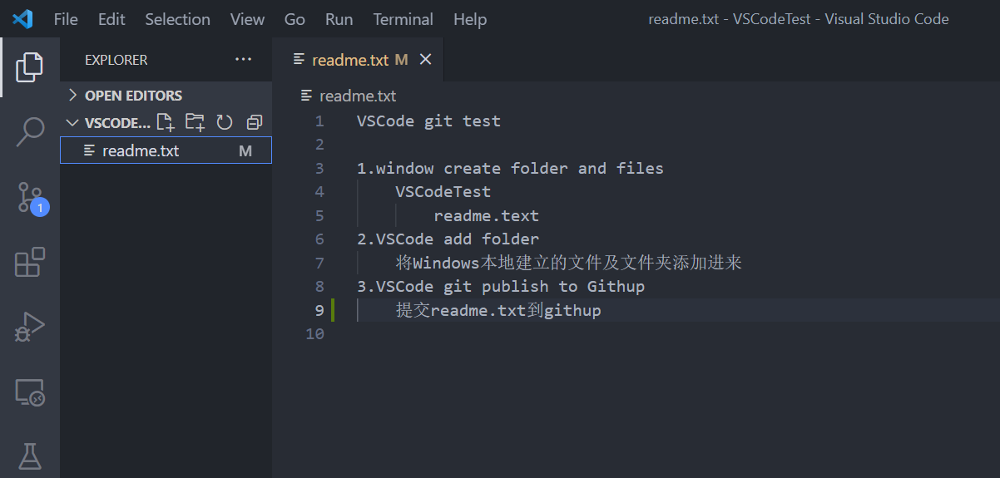 File Edit Selection View Go Run Terminal Help readme.txt - VSCodeTest - Visual Studio Code
EXPLORER
OPEN EDITORS
VSCODE...
readme.txt M
1
readme.txt M
readme.txt
1 VSCode git test
2
3 1.window create folder and files
4 VSCodeTest
5 readme.text
6 2.VSCode add folder
7 将Windows本地建立的文件及文件夹添加进来
8 3.VSCode git publish to Githup
9 提交readme.txt到githup
10